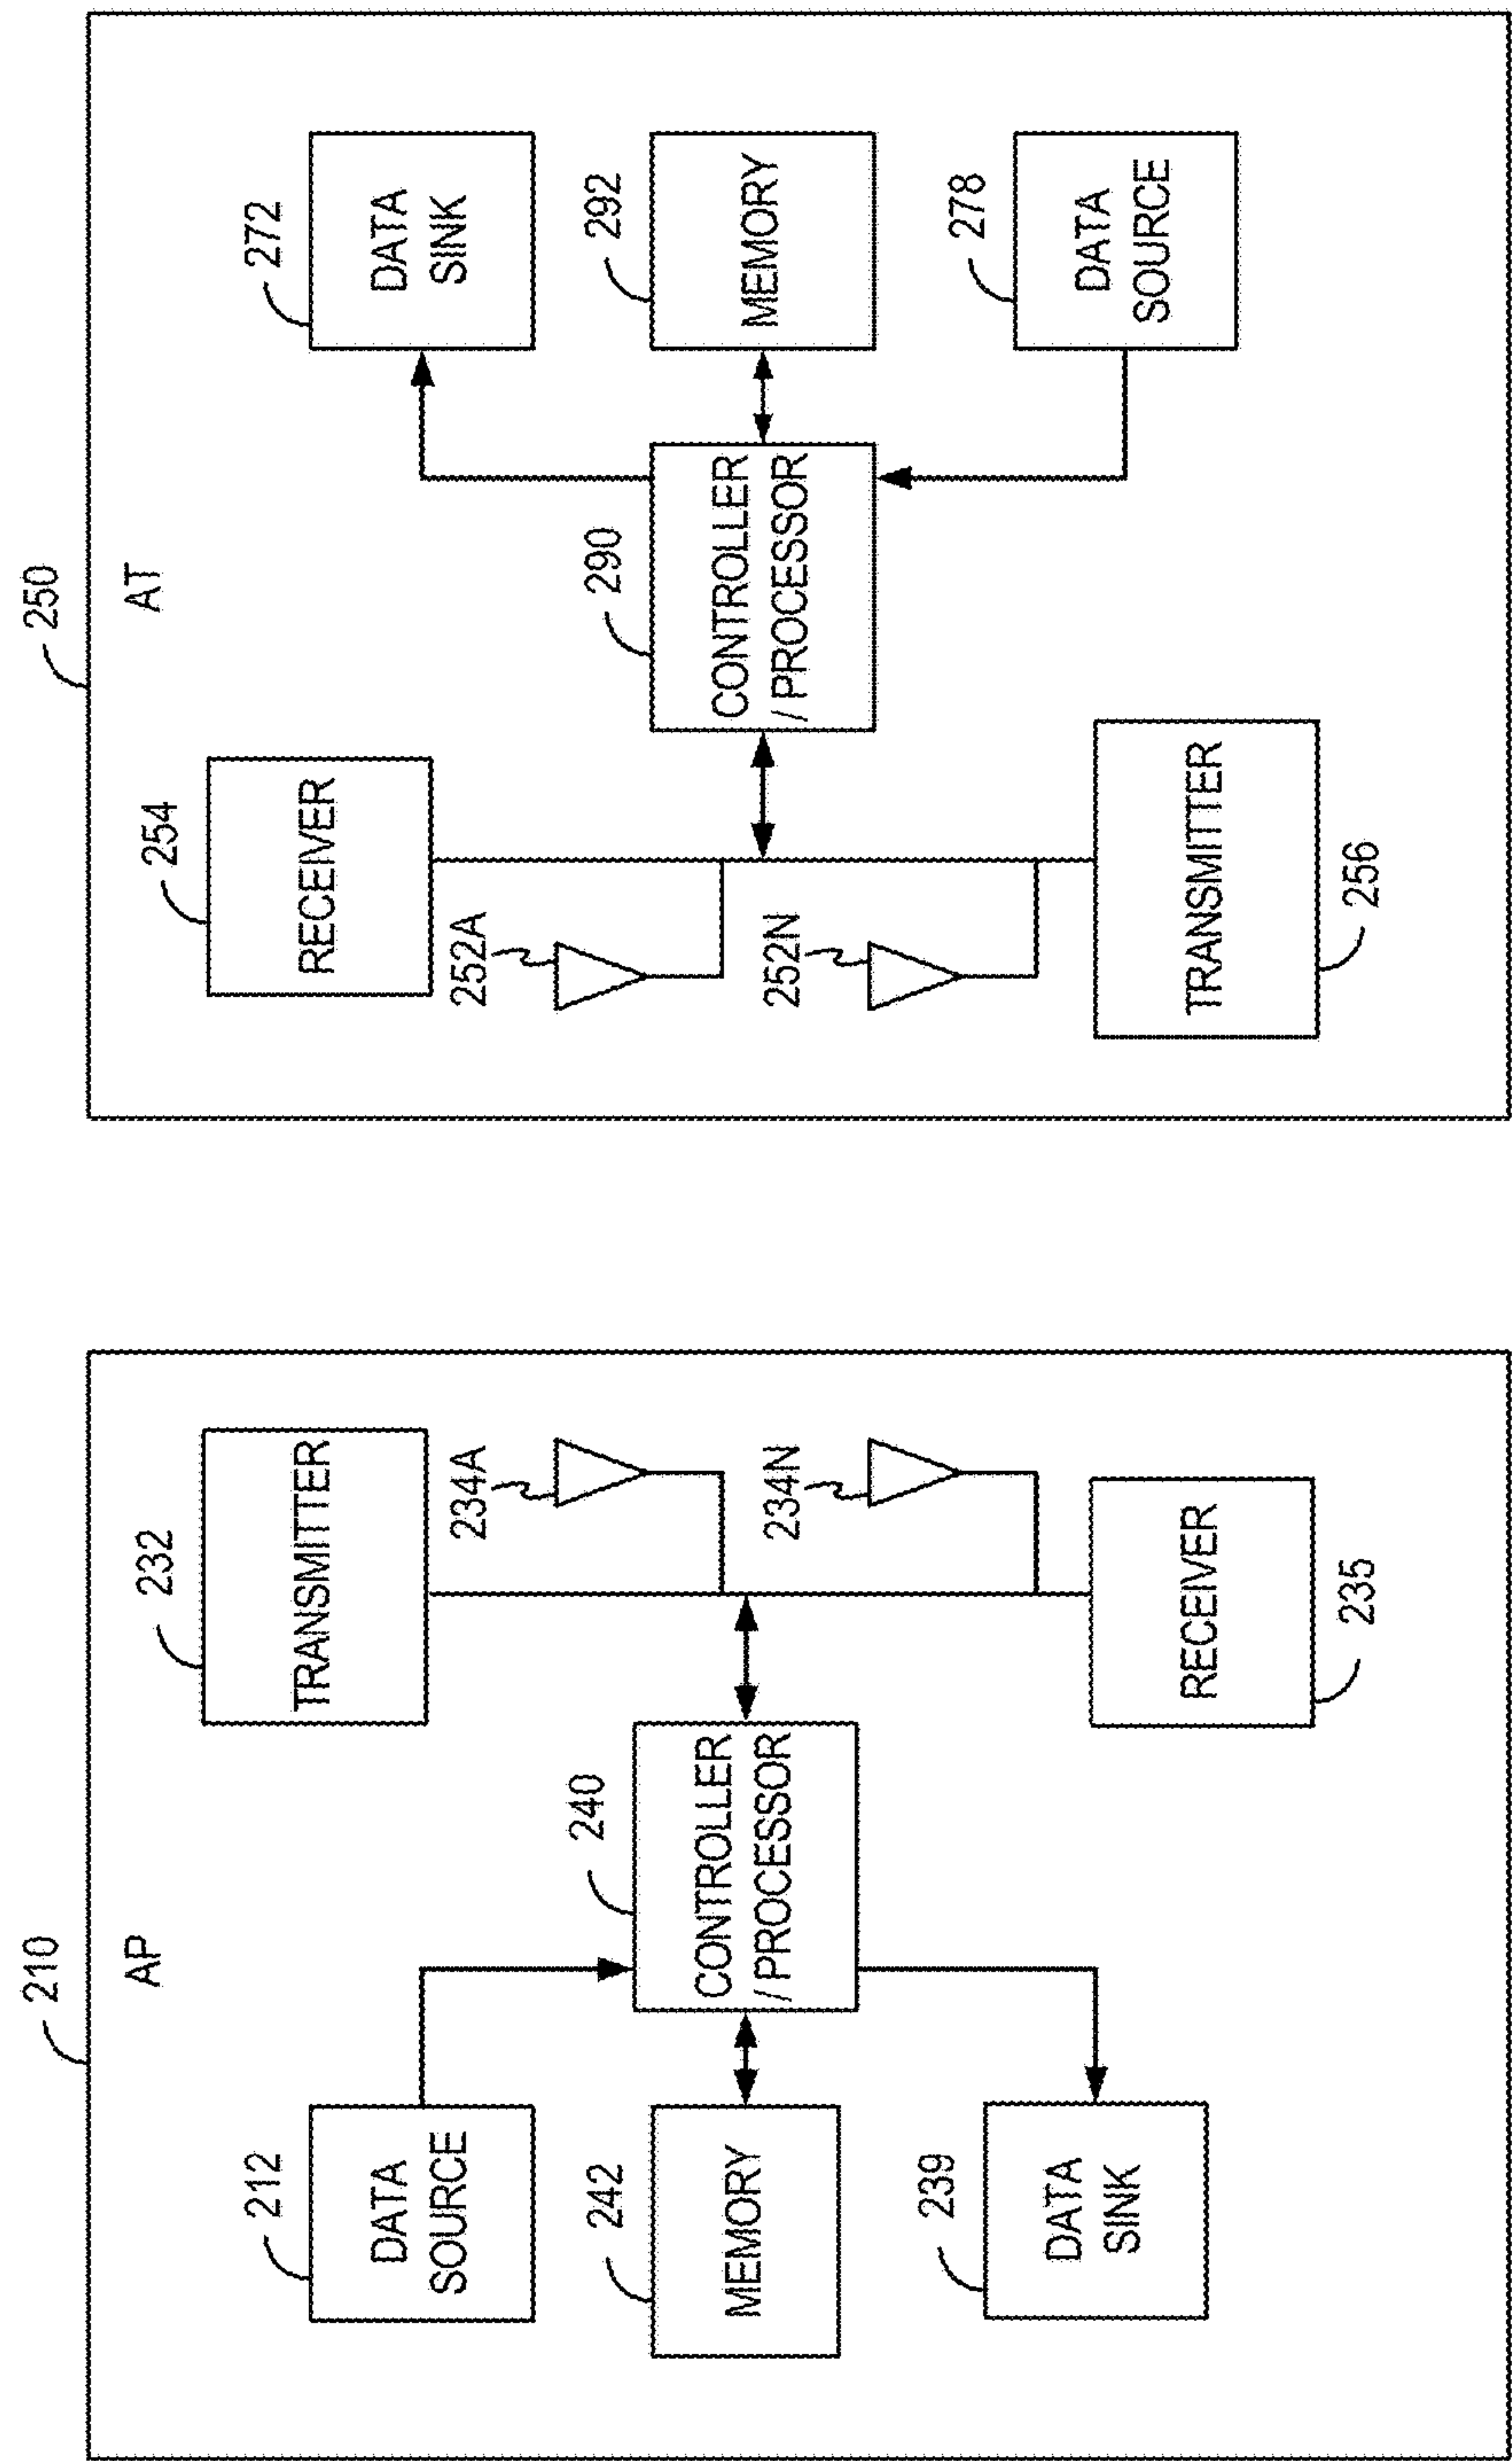 210
AP
212
DATA
SOURCE
242
MEMORY
239
DATA
SINK
240
CONTROLLER
/ PROCESSOR
232
TRANSMITTER
234A
234N
RECEIVER
235
250
AT
254
RECEIVER
252A
252N
TRANSMITTER
256
290
CONTROLLER
/ PROCESSOR
272
DATA
SINK
292
MEMORY
278
DATA
SOURCE